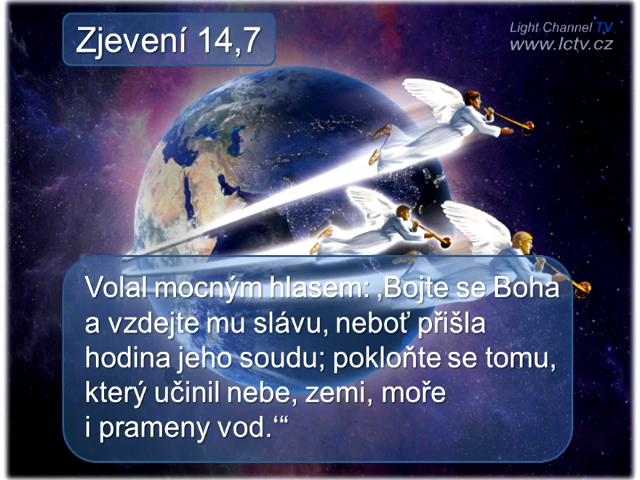 Zjevení 14,7
Light Channel TV
www.lctv.cz
Volal mocným hlasem: ‚Bojte se Boha
a vzdejte mu slávu, neboť přišla
hodina jeho soudu; pokloňte se tomu,
který učinil nebe, zemi, moře
i prameny vod.‘“